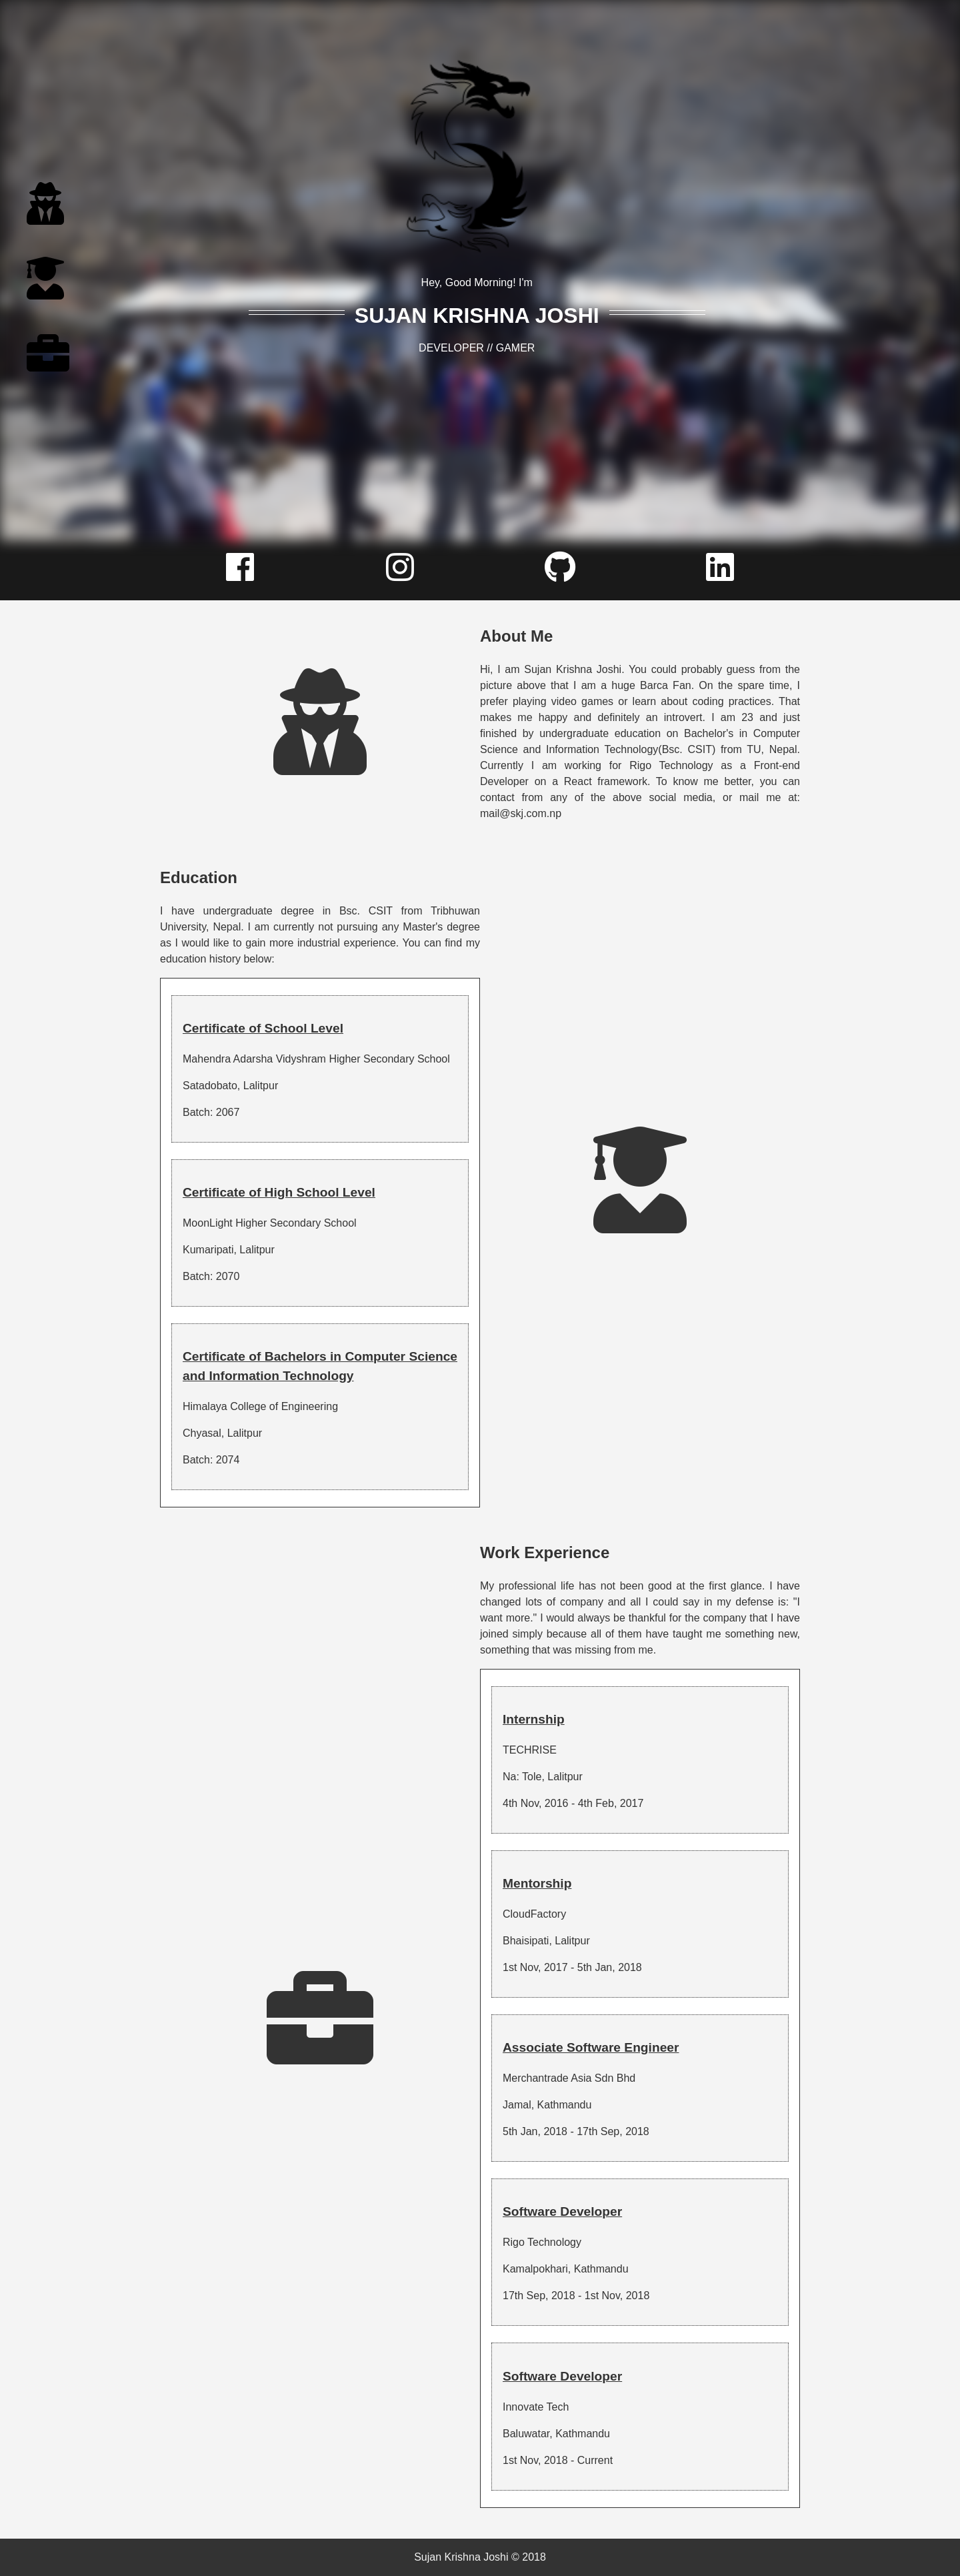 Hey, Good Morning! I'm
SUJAN KRISHNA JOSHI
DEVELOPER // GAMER
About Me
Hi, I am Sujan Krishna Joshi. You could probably guess from the
picture above that I am a huge Barca Fan. On the spare time, I
prefer playing video games or learn about coding practices. That
makes me happy and definitely an introvert. I am 23 and just
finished by undergraduate education on Bachelor's in Computer
Science and Information Technology(Bsc. CSIT) from TU, Nepal.
Currently I am working for Rigo Technology as a Front-end
Developer on a React framework. To know me better, you can
contact from any of the above social media, or mail me at:
mail@skj.com.np
Education
I have undergraduate degree in Bsc. CSIT from Tribhuwan
University, Nepal. I am currently not pursuing any Master's degree
as I would like to gain more industrial experience. You can find my
education history below:
Certificate of School Level
Mahendra Adarsha Vidyshram Higher Secondary School
Satadobato, Lalitpur
Batch: 2067
Certificate of High School Level
MoonLight Higher Secondary School
Kumaripati, Lalitpur
Batch: 2070
Certificate of Bachelors in Computer Science
and Information Technology
Himalaya College of Engineering
Chyasal, Lalitpur
Batch: 2074
Work Experience
My professional life has not been good at the first glance. I have
changed lots of company and all I could say in my defense is: "I
want more." I would always be thankful for the company that I have
joined simply because all of them have taught me something new,
something that was missing from me.
Internship
TECHRISE
Na: Tole, Lalitpur
4th Nov, 2016 - 4th Feb, 2017
Mentorship
CloudFactory
Bhaisipati, Lalitpur
1st Nov, 2017 - 5th Jan, 2018
Associate Software Engineer
Merchantrade Asia Sdn Bhd
Jamal, Kathmandu
5th Jan, 2018 - 17th Sep, 2018
Software Developer
Rigo Technology
Kamalpokhari, Kathmandu
17th Sep, 2018 - 1st Nov, 2018
Software Developer
Innovate Tech
Baluwatar, Kathmandu
1st Nov, 2018 - Current
Sujan Krishna Joshi © 2018